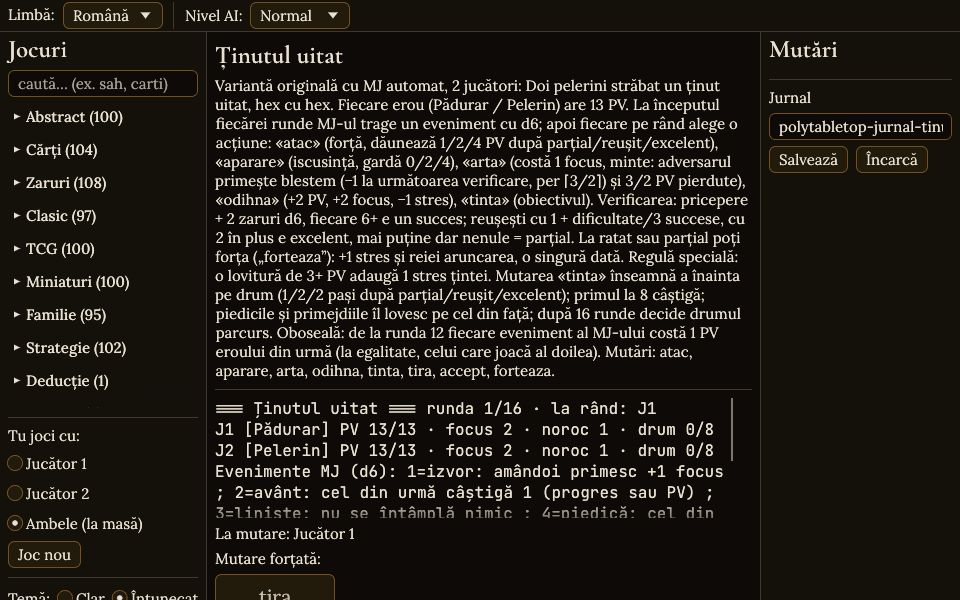 Limbă: Română ▼ Nivel AI: Normal ▼
Jocuri
caută... (ex. sah, carti)
▸ Abstract (100)
▸ Cărți (104)
▸ Zaruri (108)
▸ Clasic (97)
▸ TCG (100)
▸ Miniaturi (100)
▸ Familie (95)
▸ Strategie (102)
▸ Deducție (1)
Tu joci cu:
Jucător 1
Jucător 2
Ambele (la masă)
Joc nou
Temă: Clar Întunecat
Ținutul uitat
Variantă originală cu MJ automat, 2 jucători: Doi pelerini străbat un ținut
uitat, hex cu hex. Fiecare erou (Pădurar / Pelerin) are 13 PV. La începutul
fiecărei runde MJ-ul trage un eveniment cu d6; apoi fiecare pe rând alege o
acțiune: «atac» (forță, dăunează 1/2/4 PV după parțial/reușit/excelent),
«aparare» (iscusință, gardă 0/2/4), «arta» (costă 1 focus, minte: adversarul
primește blestem (−1 la următoarea verificare, per ⌈3/2⌉) și 3/2 PV pierdute),
«odihna» (+2 PV, +2 focus, −1 stres), «tinta» (obiectivul). Verificarea: pricepere
+ 2 zaruri d6, fiecare 6+ e un succes; reușești cu 1 + dificultate/3 succese, cu
2 în plus e excelent, mai puține dar nenule = parțial. La ratat sau parțial poți
forța („forteaza”): +1 stres și reiei aruncarea, o singură dată. Regulă specială:
o lovitură de 3+ PV adaugă 1 stres țintei. Mutarea «tinta» înseamnă a înainta
pe drum (1/2/2 pași după parțial/reușit/excelent); primul la 8 câștigă;
piedicile și primejdiile îl lovesc pe cel din față; după 16 runde decide drumul
parcurs. Oboseală: de la runda 12 fiecare eveniment al MJ-ului costă 1 PV
eroului din urmă (la egalitate, celui care joacă al doilea). Mutări: atac,
aparare, arta, odihna, tinta, tira, accept, forteaza.
═══ Ținutul uitat ═══ runda 1/16 · la rând: J1
J1 [Pădurar] PV 13/13 · focus 2 · noroc 1 · drum 0/8
J2 [Pelerin] PV 13/13 · focus 2 · noroc 1 · drum 0/8
Evenimente MJ (d6): 1=izvor: amândoi primesc +1 focus
; 2=avânt: cel din urmă câștigă 1 (progres sau PV) ;
3=liniște: nu se întâmplă nimic ; 4=piedică: cel din
La mutare: Jucător 1
Mutare forțată:
tira
Mutări
Jurnal
polytabletop-jurnal-tinu
Salvează Încarcă